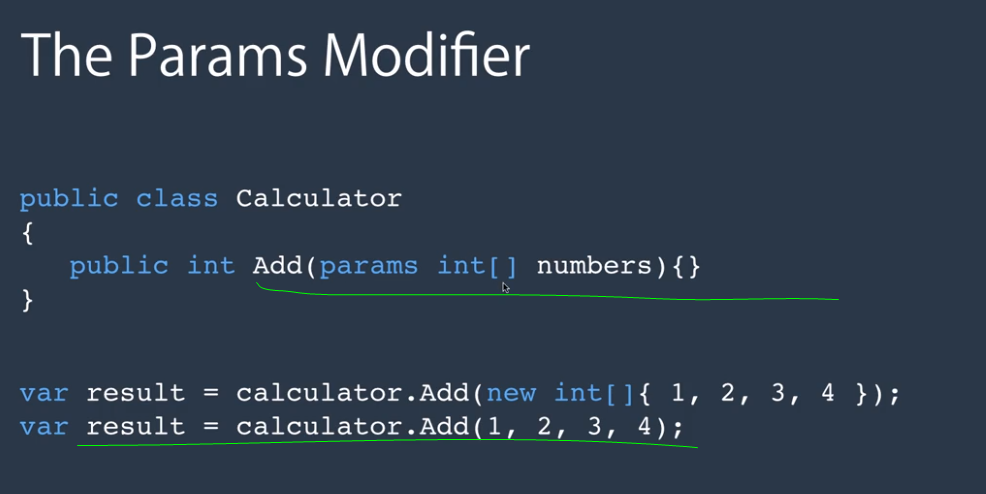 The Params Modifier
public class Calculator
{
public int Add(params int[] numbers){}
}
var result = calculator.Add(new int[]{ 1, 2, 3, 4 });
var result = calculator.Add(1, 2, 3, 4);